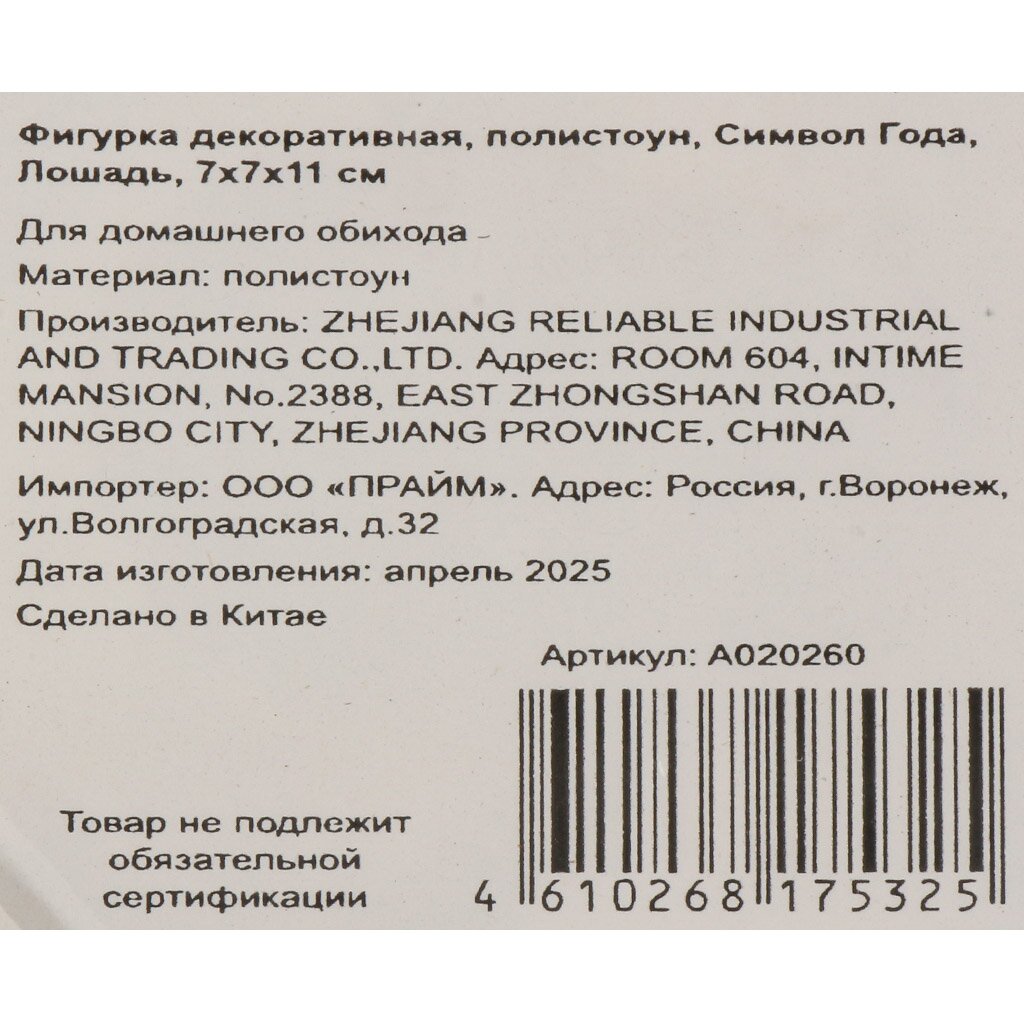 Фигурка декоративная, полистоун, Символ Года,
Лошадь, 7х7х11 см
Для домашнего обихода
Материал: полистоун
Производитель: ZHEJIANG RELIABLE INDUSTRIAL
AND TRADING CO.,LTD. Адрес: ROOM 604, INTIME
MANSION, No.2388, EAST ZHONGSHAN ROAD,
NINGBO CITY, ZHEJIANG PROVINCE, CHINA
Импортер: ООО «ПРАЙМ». Адрес: Россия, г.Воронеж,
ул.Волгоградская, д.32
Дата изготовления: апрель 2025
Сделано в Китае
Артикул: A020260
Товар не подлежит
обязательной
сертификации
4 610268 175325